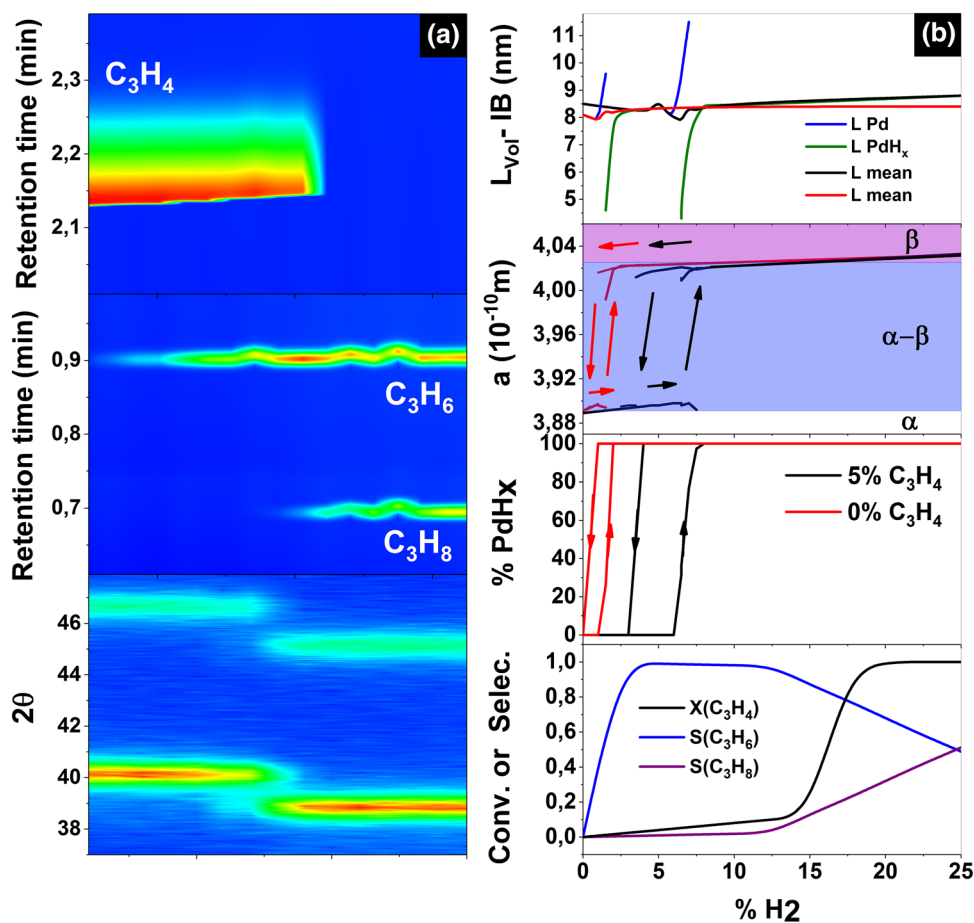 (a)
Retention time (min)
2,3
2,2
2,1
C3H4
Retention time (min)
0.9
0.8
0.7
C3H6
C3H8
2θ
46
44
42
40
38
(b)
LVol- IB (nm)
11
10
9
8
7
6
5
L Pd
L PdHx
L mean
L mean
a (10-10m)
4,04
4,00
3,96
3,92
3,88
β
α–β
α
% PdHx
100
80
60
40
20
0
5% C3H4
0% C3H4
Conv. or Selec.
1,0
0,8
0,6
0,4
0,2
0,0
X(C3H4)
S(C3H6)
S(C3H8)
0 5 10 15 20 25
% H2